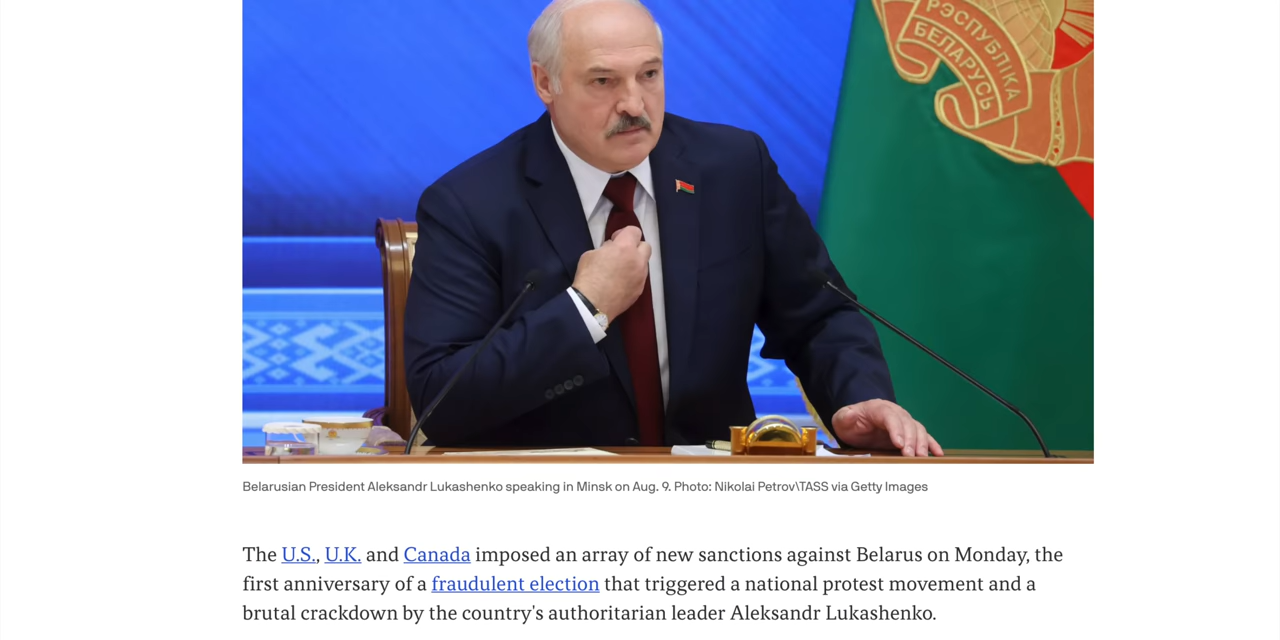 РЭСПУБЛІКА
БЕЛАРУСЬ
Belarusian President Aleksandr Lukashenko speaking in Minsk on Aug. 9. Photo: Nikolai Petrov\TASS via Getty Images
The U.S., U.K. and Canada imposed an array of new sanctions against Belarus on Monday, the
first anniversary of a fraudulent election that triggered a national protest movement and a
brutal crackdown by the country's authoritarian leader Aleksandr Lukashenko.